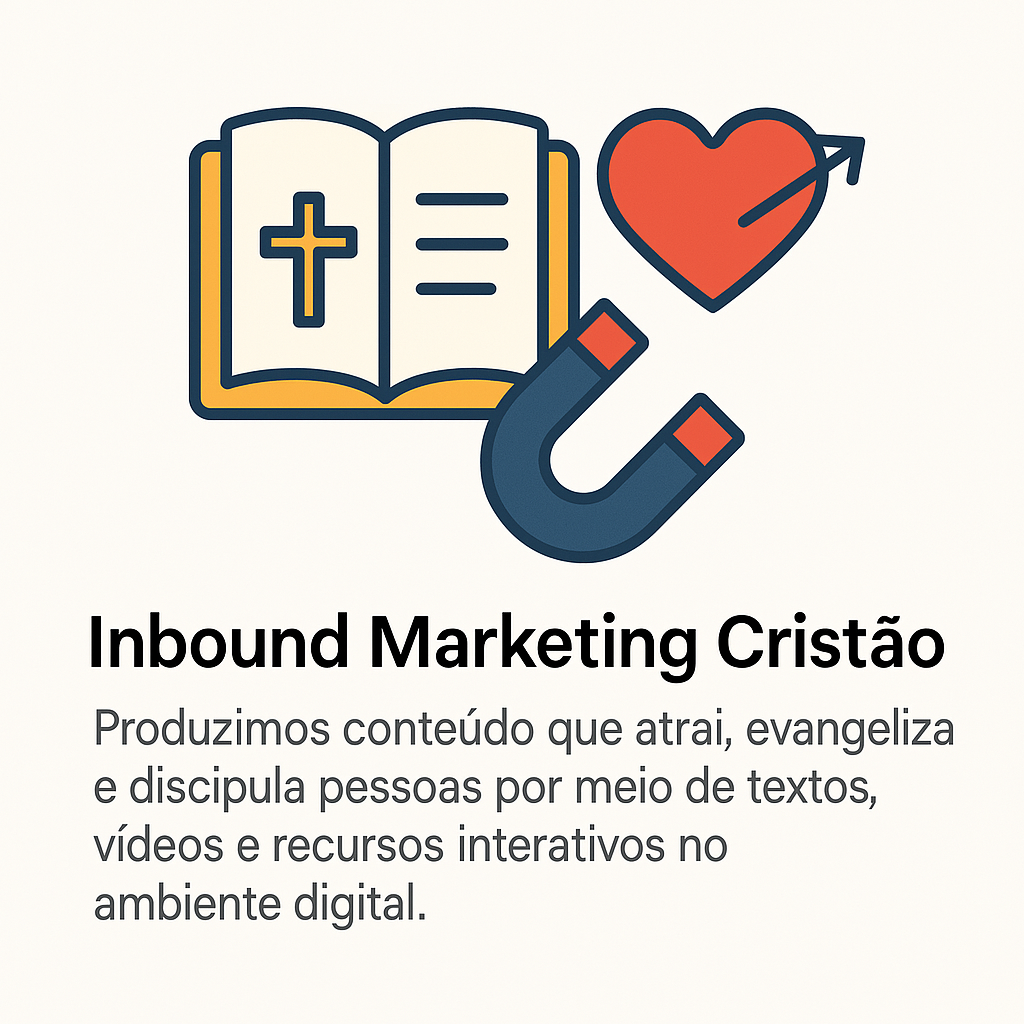 Inbound Marketing Cristão
Produzimos conteúdo que atrai, evangeliza
e discipula pessoas por meio de textos,
vídeos e recursos interativos no
ambiente digital.